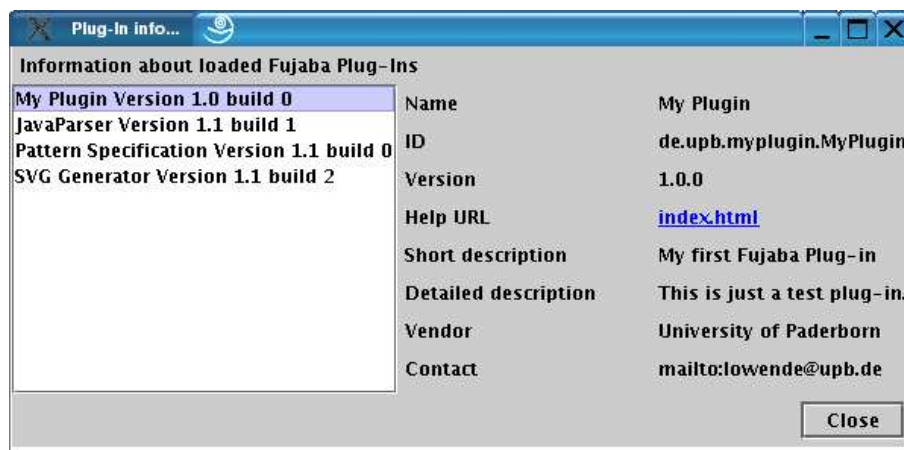 Plug-In info...
Information about loaded Fujaba Plug-Ins
My Plugin Version 1.0 build 0
JavaParser Version 1.1 build 1
Pattern Specification Version 1.1 build 0
SVG Generator Version 1.1 build 2
Name My Plugin
ID de.upb.myplugin.MyPlugin
Version 1.0.0
Help URL index.html
Short description My first Fujaba Plug-in
Detailed description This is just a test plug-in.
Vendor University of Paderborn
Contact mailto:lowende@upb.de
Close